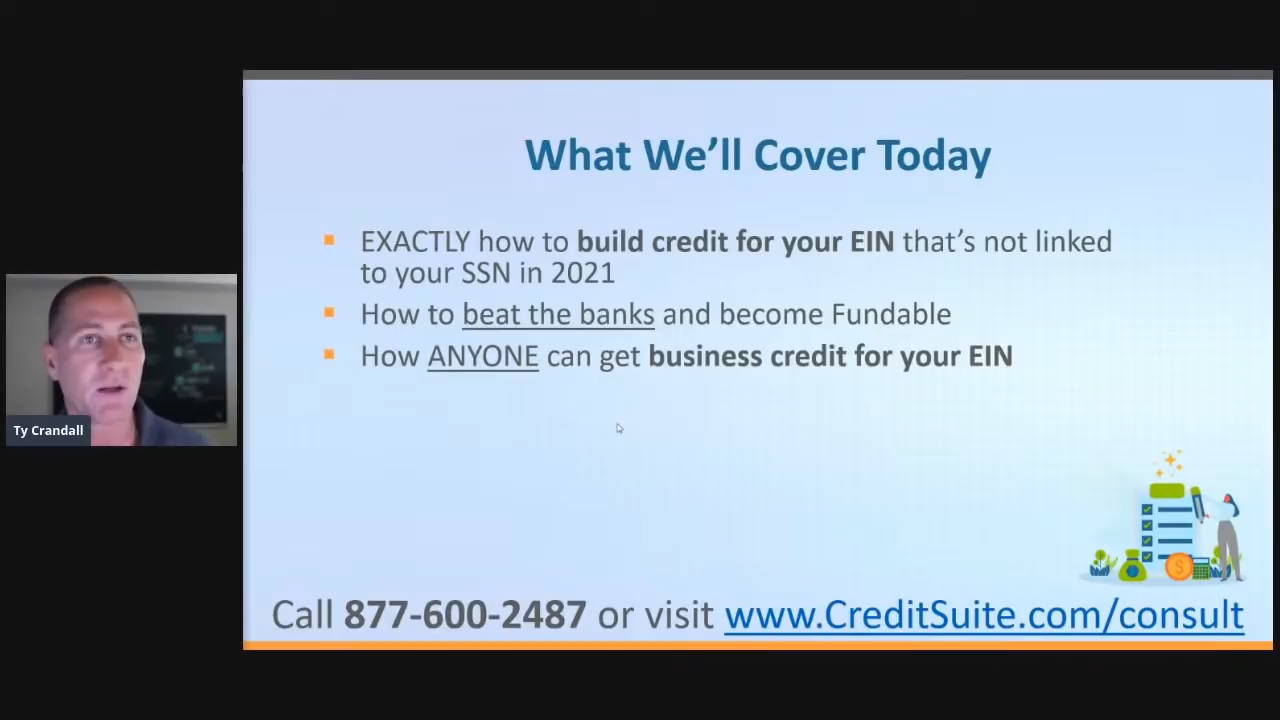 What We'll Cover Today
EXACTLY how to build credit for your EIN that's not linked
to your SSN in 2021
How to beat the banks and become Fundable
How ANYONE can get business credit for your EIN
Ty Crandall
Call 877-600-2487 or visit www.CreditSuite.com/consult